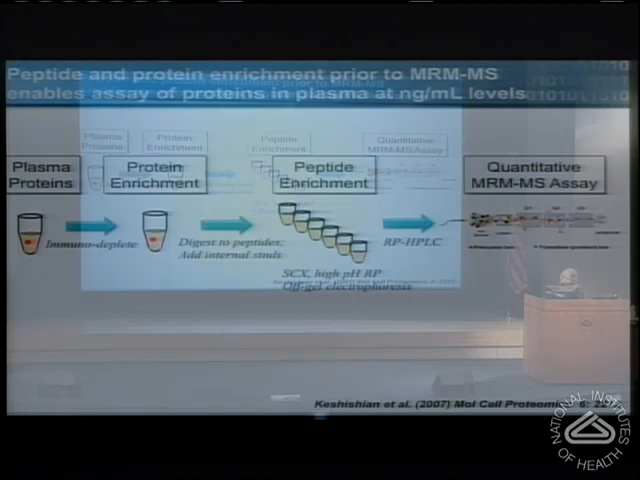 Peptide and protein enrichment prior to MRM-MS
enables assay of proteins in plasma at ng/mL levels
Plasma
Proteins
Protein
Enrichment
Peptide
Enrichment
Quantitative
MRM-MS Assay
Immuno-deplete
Digest to peptides;
Add internal stnds
RP-HPLC
SCX, high pH RP
Off-gel electrophoresis
Keshishian et al. (2007) Mol Cell Proteomics 6:
NATIONAL INSTITUTES
OF HEALTH